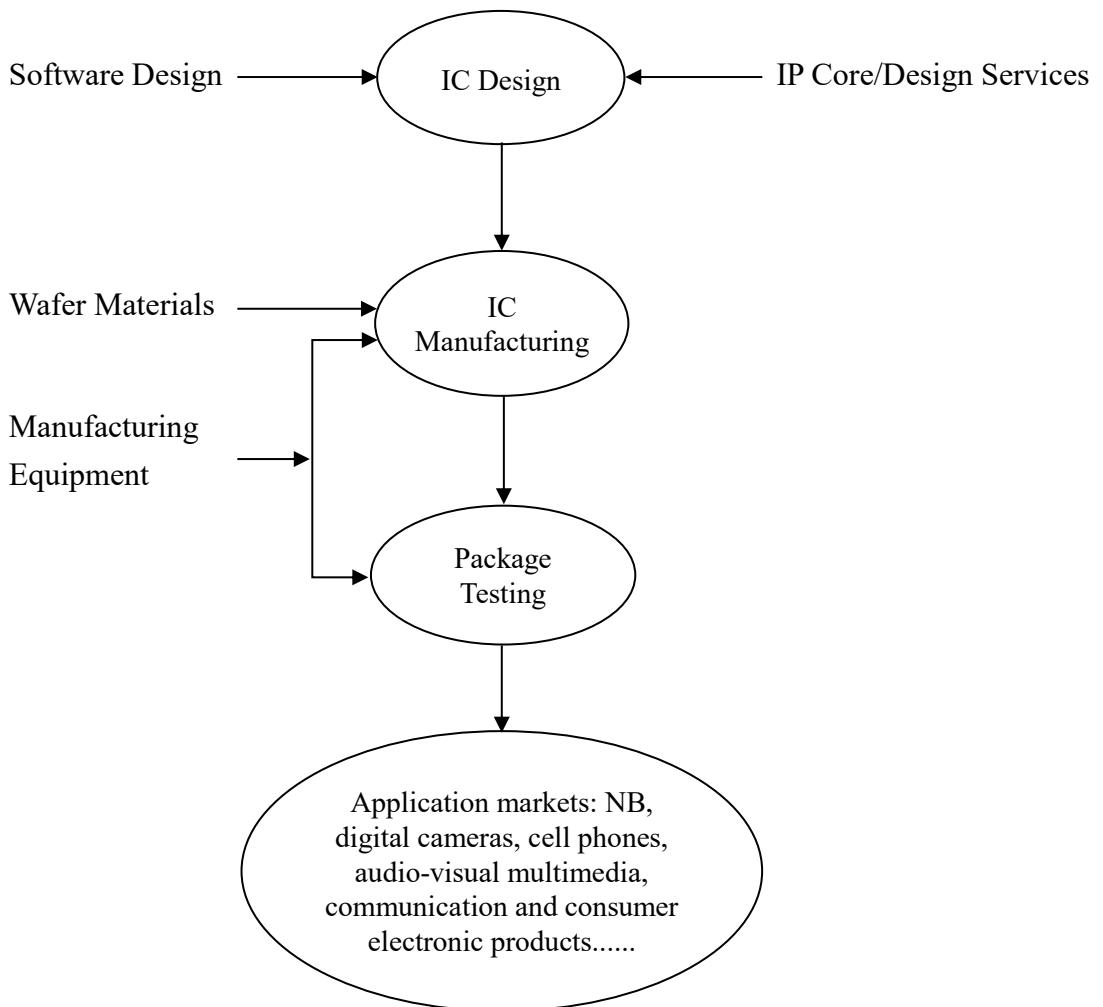 Software Design
IC Design
IP Core/Design Services
Wafer Materials
IC
Manufacturing
Manufacturing
Equipment
Package
Testing
Application markets: NB,
digital cameras, cell phones,
audio-visual multimedia,
communication and consumer
electronic products......